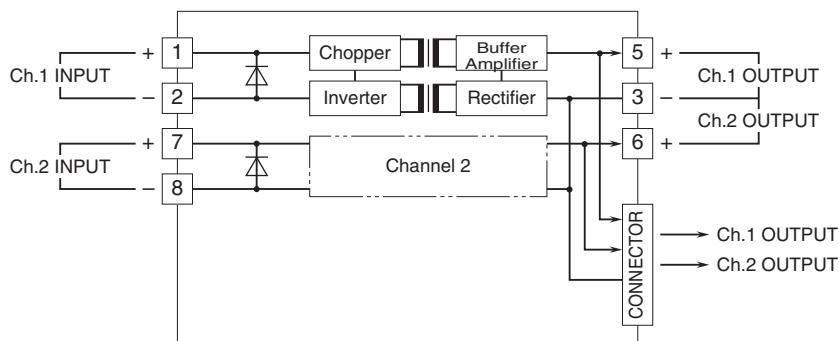 Ch.1 INPUT
+
1
−
2
Chopper
Inverter
Buffer
Amplifier
Rectifier
5
+
3
−
6
+
Ch.1 OUTPUT
Ch.2 OUTPUT
Ch.2 INPUT
+
7
−
8
Channel 2
CONNECTOR
Ch.1 OUTPUT
Ch.2 OUTPUT